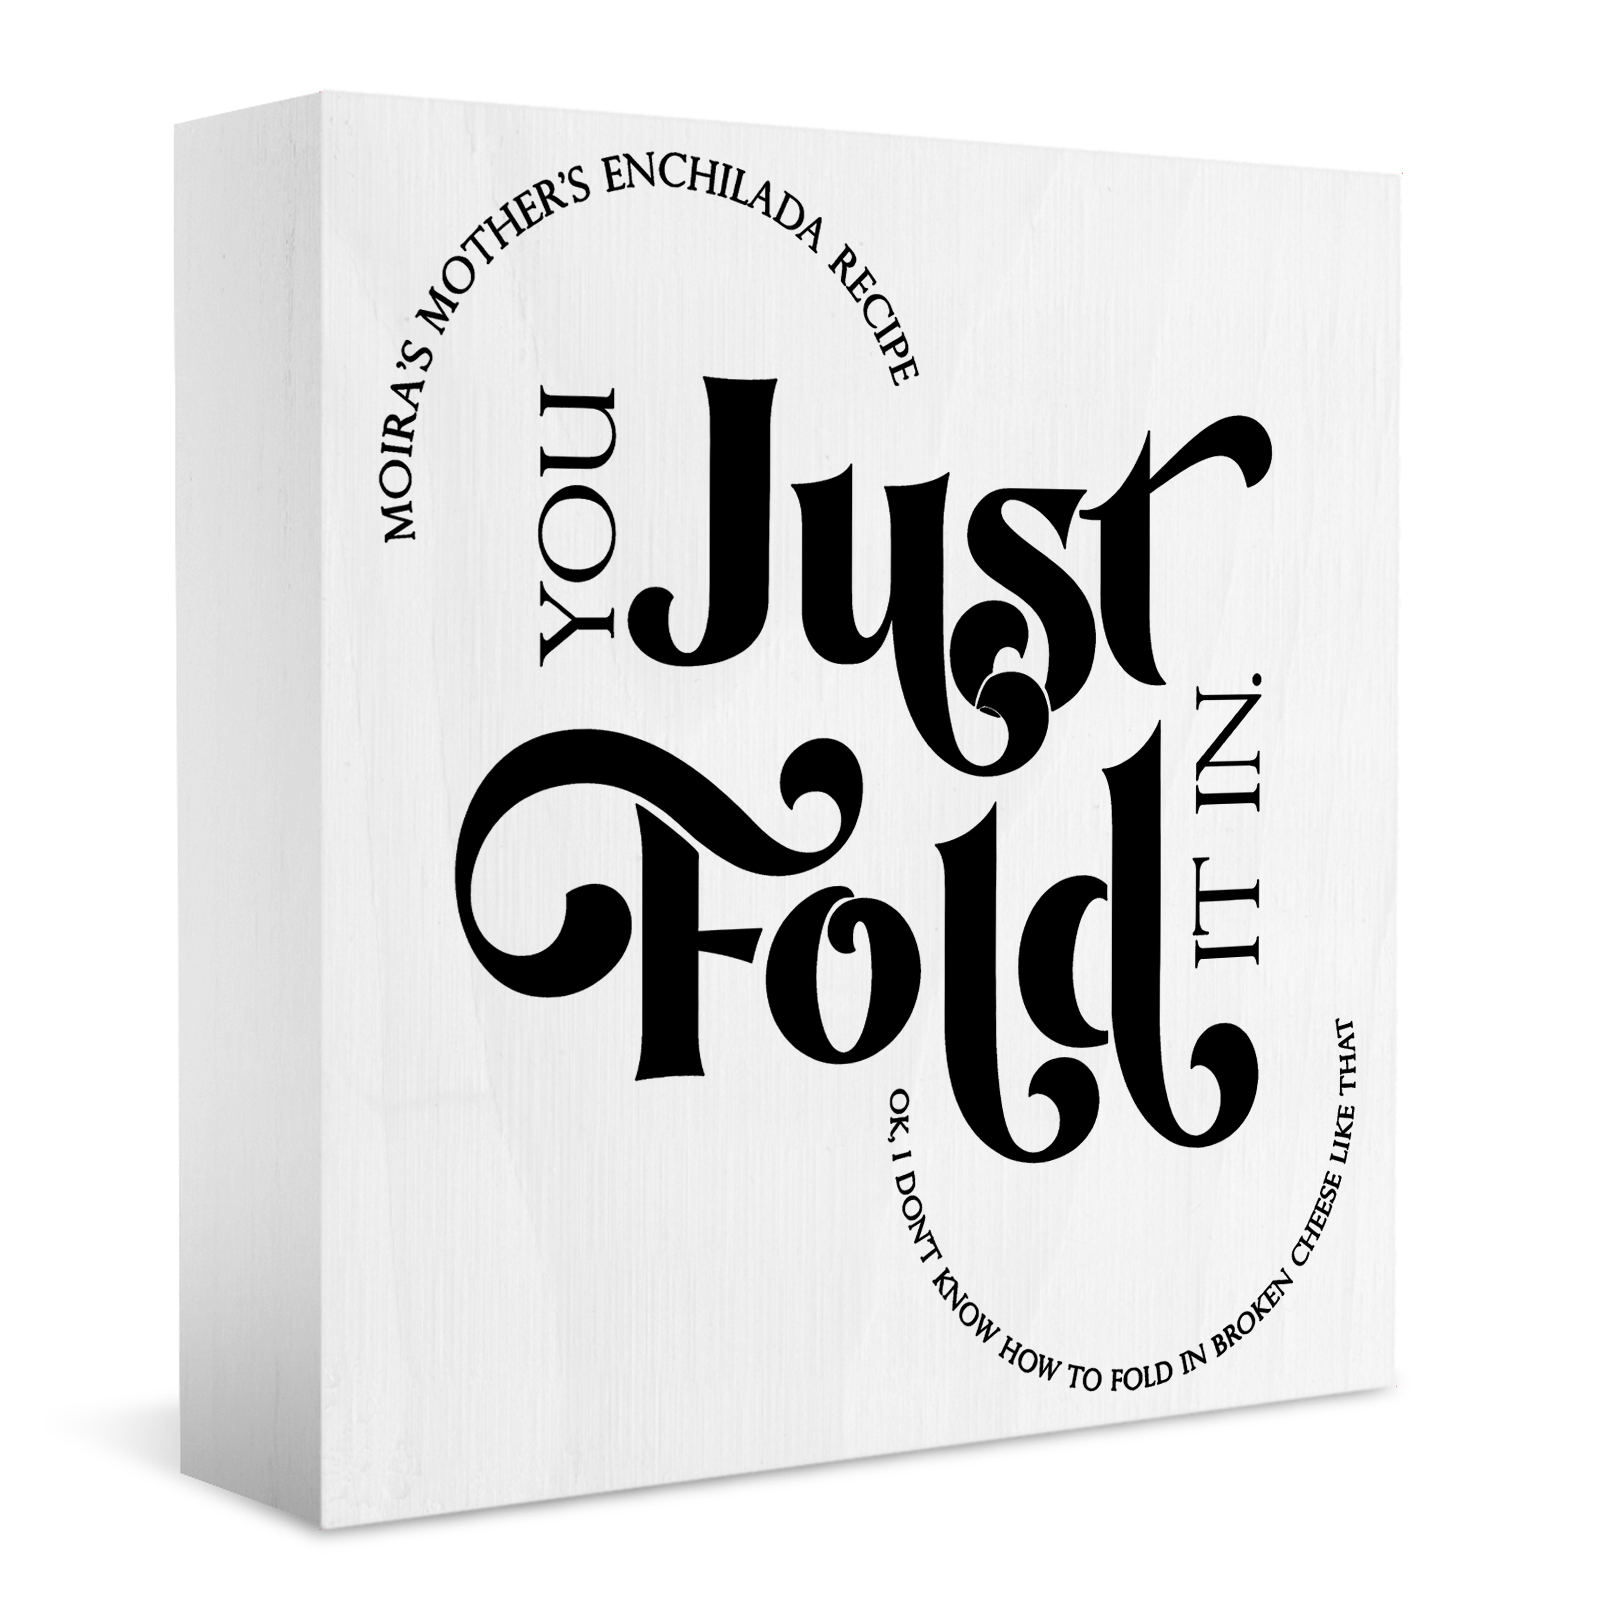 MOIRA'S MOTHER'S ENCHILADA RECIPE
YOU
Just
Fold
IT IN.
OK, I DON'T KNOW HOW TO FOLD IN BROKEN CHEESE LIKE THAT